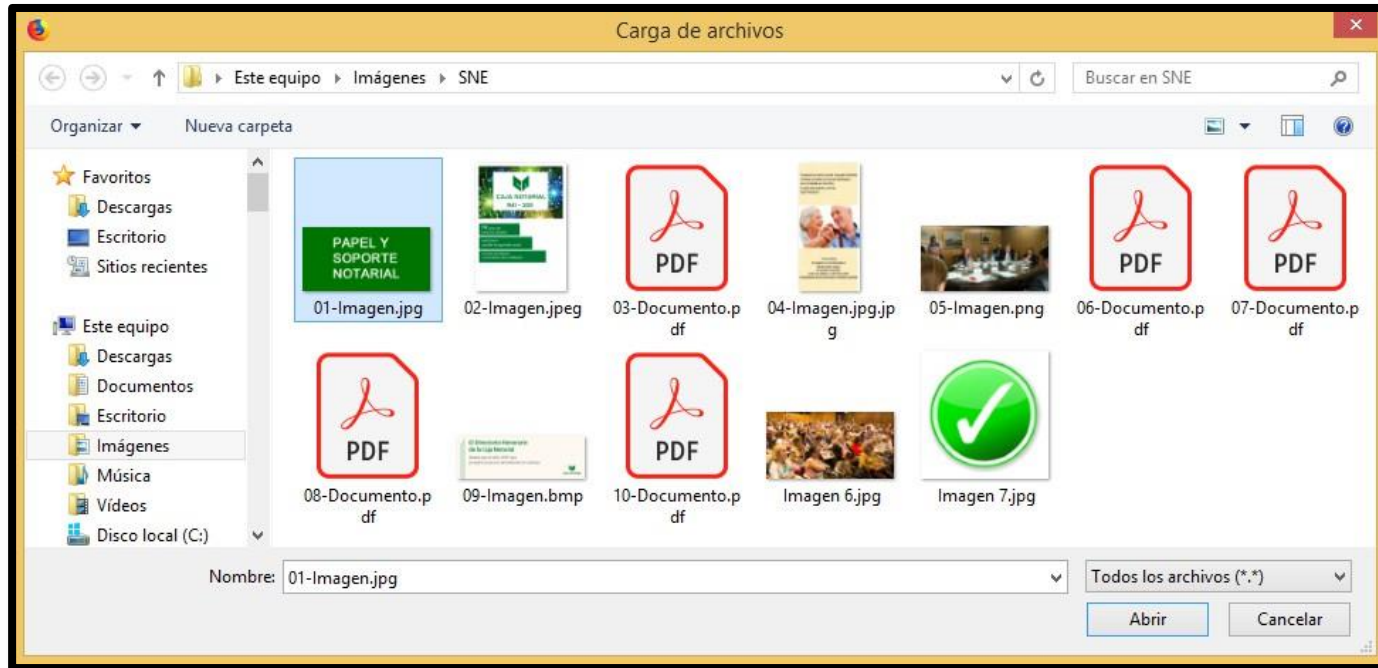 Carga de archivos
Este equipo Imágenes SNE
Buscar en SNE
Organizar
Nueva carpeta
Favoritos
Descargas
Escritorio
Sitios recientes
Este equipo
Descargas
Documentos
Escritorio
Imágenes
Música
Vídeos
Disco local (C:)
PAPEL Y
SOPORTE
NOTARIAL
01-Imagen.jpg
CAJA NOTARIAL
02-Imagen.jpeg
PDF
03-Documento.p
df
04-Imagen.jpg.jp
g
05-Imagen.png
PDF
06-Documento.p
df
PDF
07-Documento.p
df
PDF
08-Documento.p
df
09-Imagen.bmp
PDF
10-Documento.p
df
Imagen 6.jpg
Imagen 7.jpg
Nombre: 01-Imagen.jpg
Todos los archivos (*.*)
Abrir
Cancelar